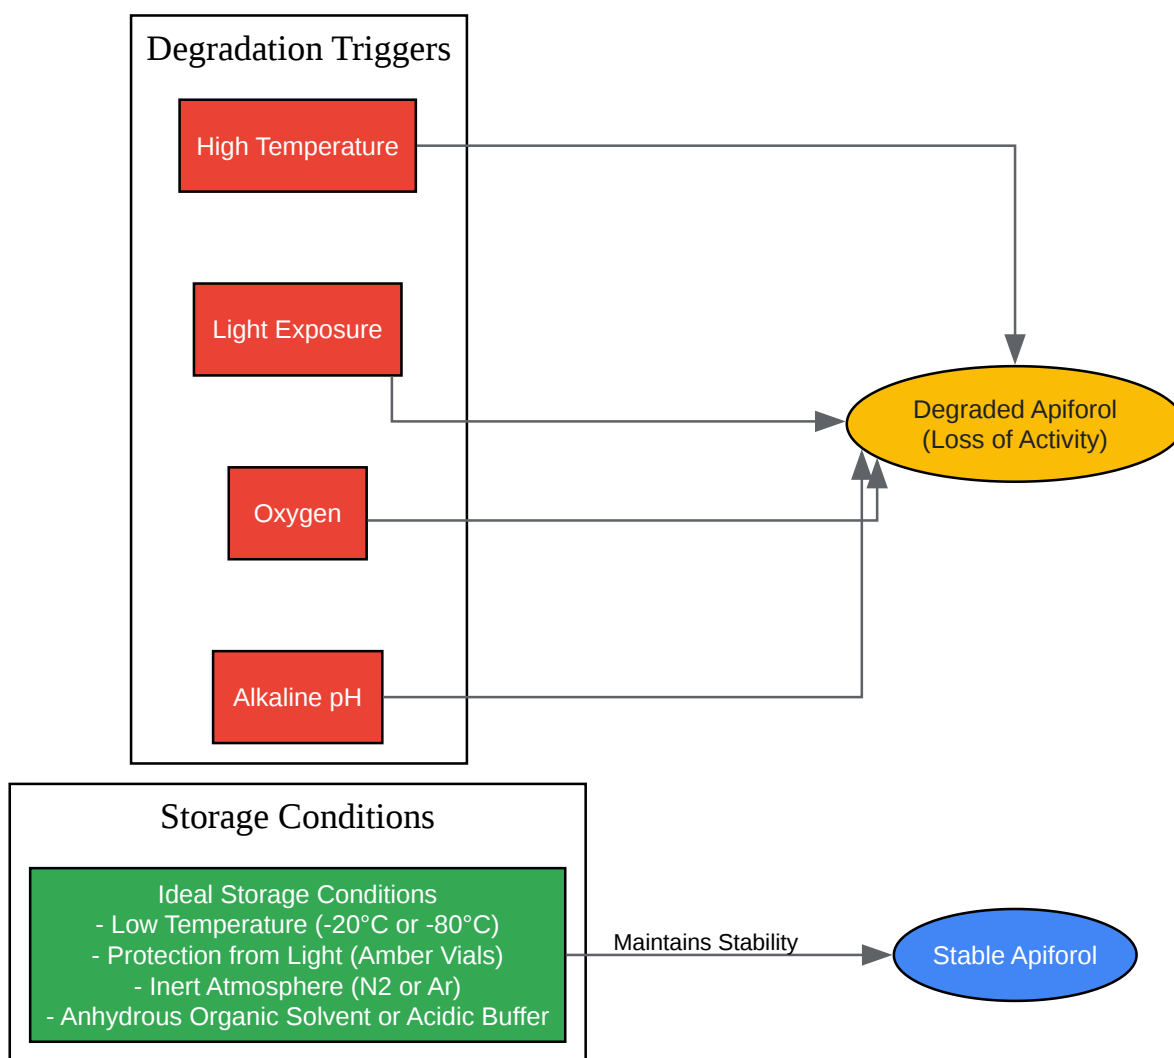 Degradation Triggers
High Temperature
Light Exposure
Oxygen
Alkaline pH
Degraded Apiforol
(Loss of Activity)
Storage Conditions
Ideal Storage Conditions
- Low Temperature (-20°C or -80°C)
- Protection from Light (Amber Vials)
- Inert Atmosphere (N2 or Ar)
- Anhydrous Organic Solvent or Acidic Buffer
Maintains Stability
Stable Apiforol